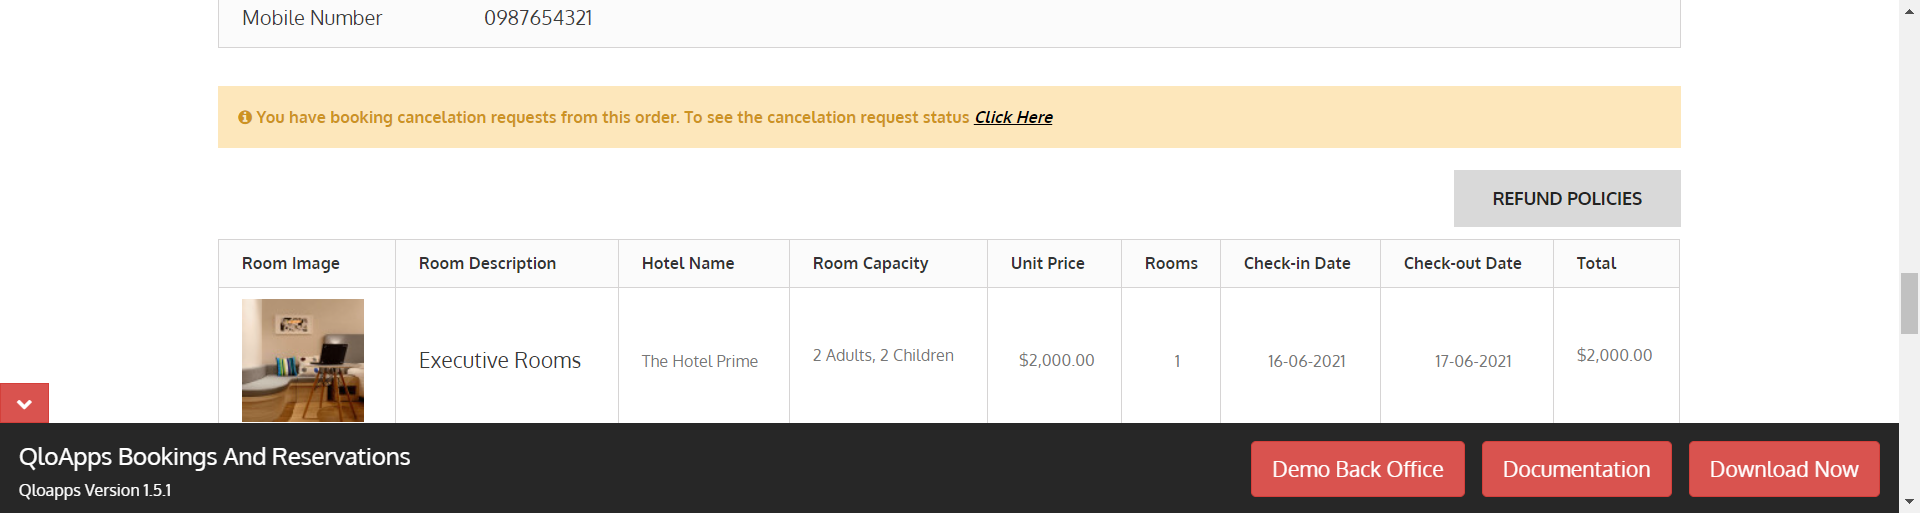 Mobile Number 0987654321
You have booking cancelation requests from this order. To see the cancelation request status Click Here
REFUND POLICIES
Room Image Room Description Hotel Name Room Capacity Unit Price Rooms Check-in Date Check-out Date Total
Executive Rooms The Hotel Prime 2 Adults, 2 Children $2,000.00 1 16-06-2021 17-06-2021 $2,000.00
QloApps Bookings And Reservations
Qloapps Version 1.5.1
Demo Back Office Documentation Download Now